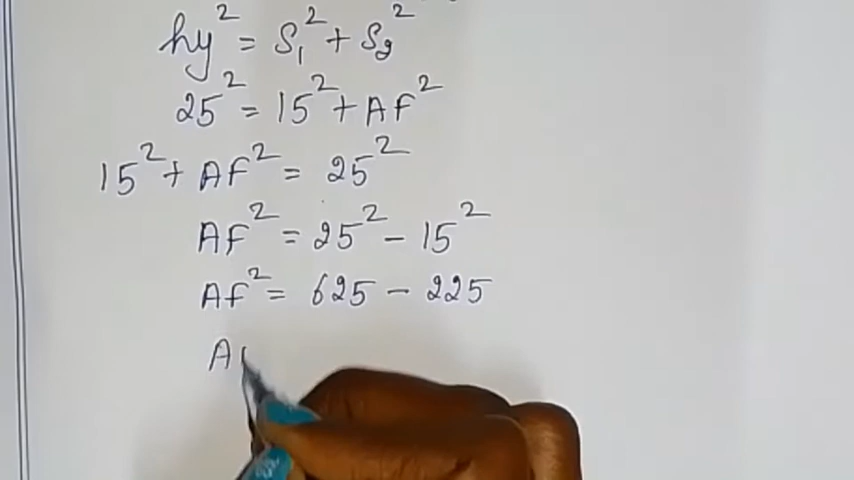 hy² = S₁² + S₂²
25² = 15² + AF²
15² + AF² = 25²
AF² = 25² - 15²
AF² = 625 - 225
A